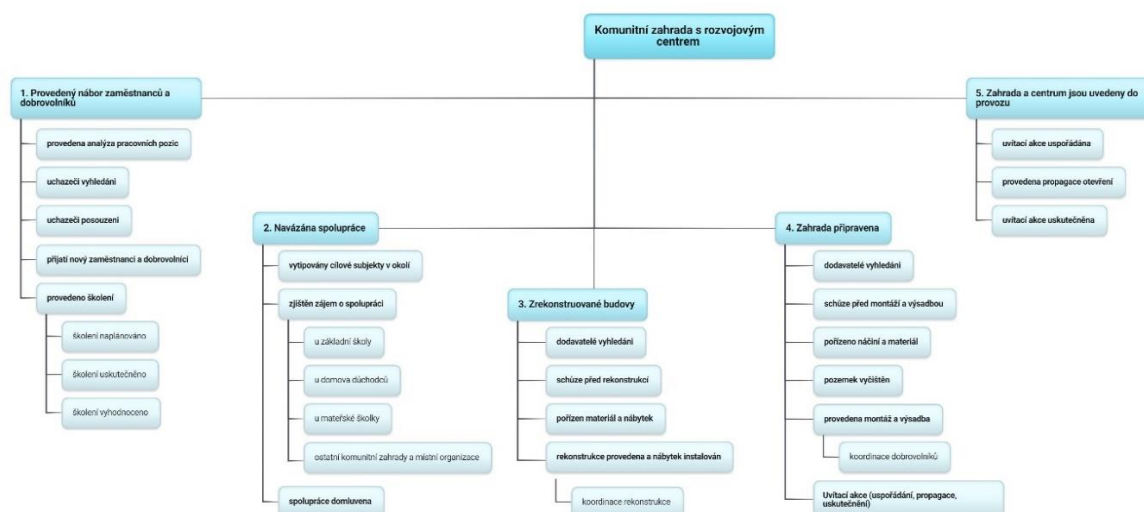 Komunitní zahrada s rozvojovým
centrem
1. Provedený nábor zaměstnanců a
dobrovolníků
provedena analýza pracovních pozic
uchazeči vyhledáni
uchazeči posouzeni
přijatí nový zaměstnanci a dobrovolníci
provedeno školení
školení naplánováno
školení uskutečněno
školení vyhodnoceno
2. Navázána spolupráce
vytipovány cílové subjekty v okolí
zjištěn zájem o spolupráci
u základní školy
u domova důchodců
u mateřské školky
ostatní komunitní zahrady a místní organizace
spolupráce domluvena
3. Zrekonstruované budovy
dodavatelé vyhledáni
schůze před rekonstrukcí
pořízen materiál a nábytek
rekonstrukce provedena a nábytek instalován
koordinace rekonstrukce
4. Zahrada připravena
dodavatelé vyhledáni
schůze před montáží a výsadbou
pořízeno náčiní a materiál
pozemek vyčištěn
provedena montáž a výsadba
koordinace dobrovolníků
Uvítací akce (uspořádání, propagace,
uskutečnění)
5. Zahrada a centrum jsou uvedeny do
provozu
uvítací akce uspořádána
provedena propagace otevření
uvítací akce uskutečněna